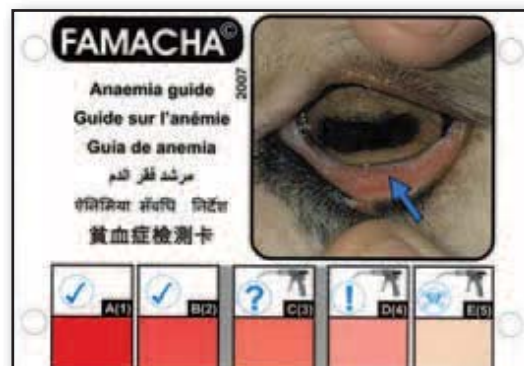 FAMACHA©
2007
Anaemia guide
Guide sur l'anémie
Guia de anemia
مرشد فقر الدم
ऐनिमिया संबंधि निर्देश
貧血症檢測卡
? !
A(1) B(2) C(3) D(4) E(5)